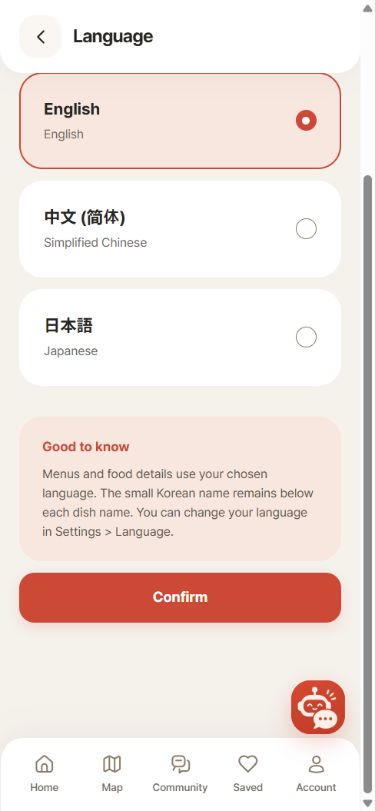 Language
English
English
中文 (简体)
Simplified Chinese
日本語
Japanese
Good to know
Menus and food details use your chosen
language. The small Korean name remains below
each dish name. You can change your language
in Settings > Language.
Confirm
Home
Map
Community
Saved
Account